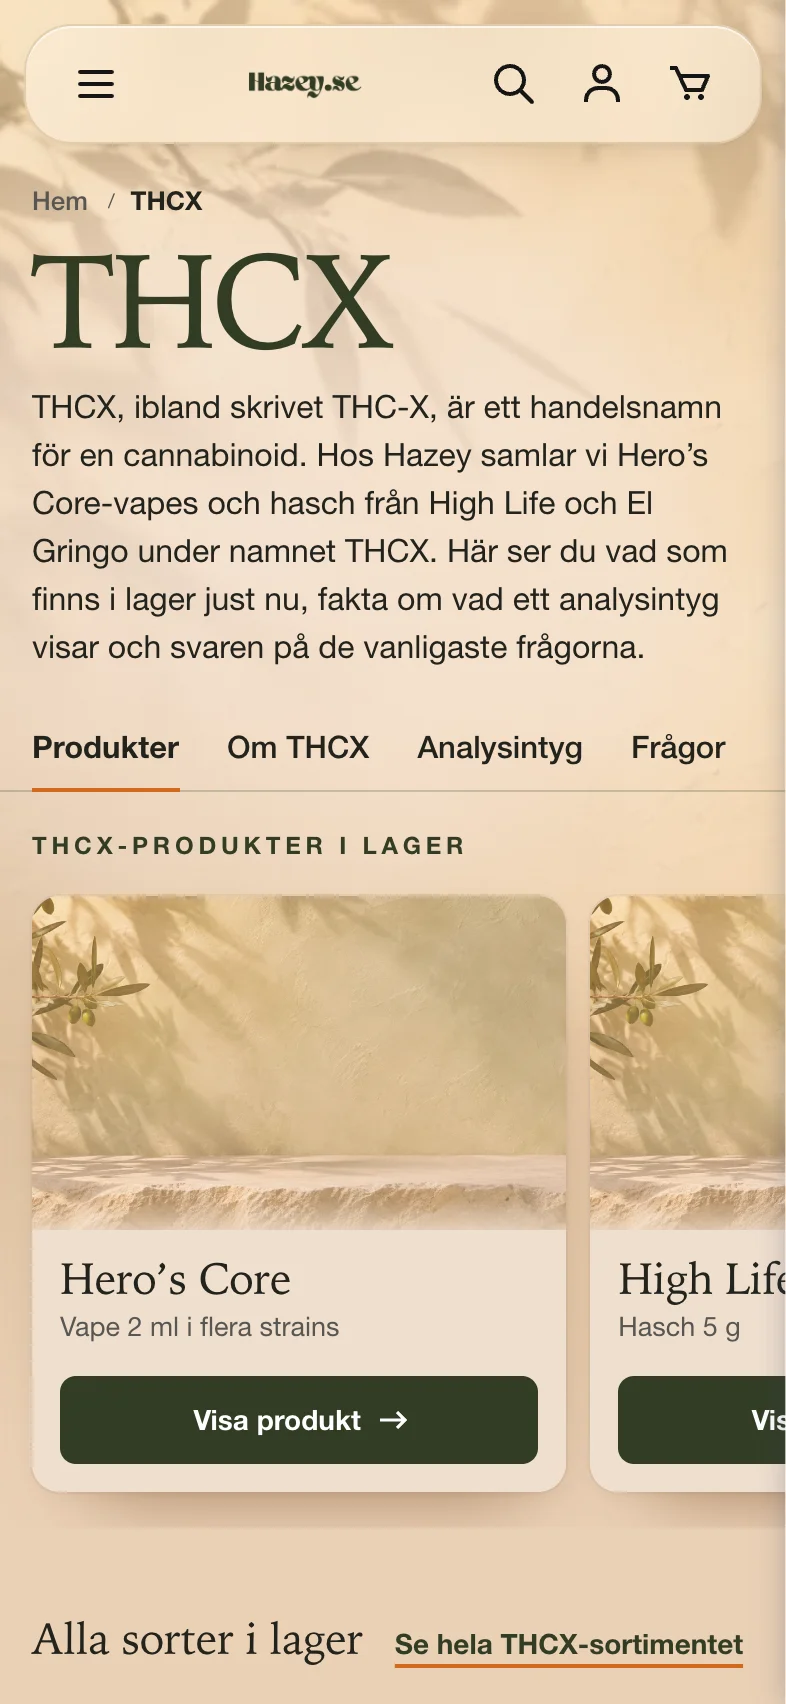 Hazey.se
Hem / THCX
THCX
THCX, ibland skrivet THC-X, är ett handelsnamn
för en cannabinoid. Hos Hazey samlar vi Hero’s
Core-vapes och hasch från High Life och El
Gringo under namnet THCX. Här ser du vad som
finns i lager just nu, fakta om vad ett analysintyg
visar och svaren på de vanligaste frågorna.
Produkter Om THCX Analysintyg Frågor
THCX-PRODUKTER I LAGER
Hero’s Core
Vape 2 ml i flera strains
Visa produkt →
High Life
Hasch 5 g
Vis
Alla sorter i lager Se hela THCX-sortimentet